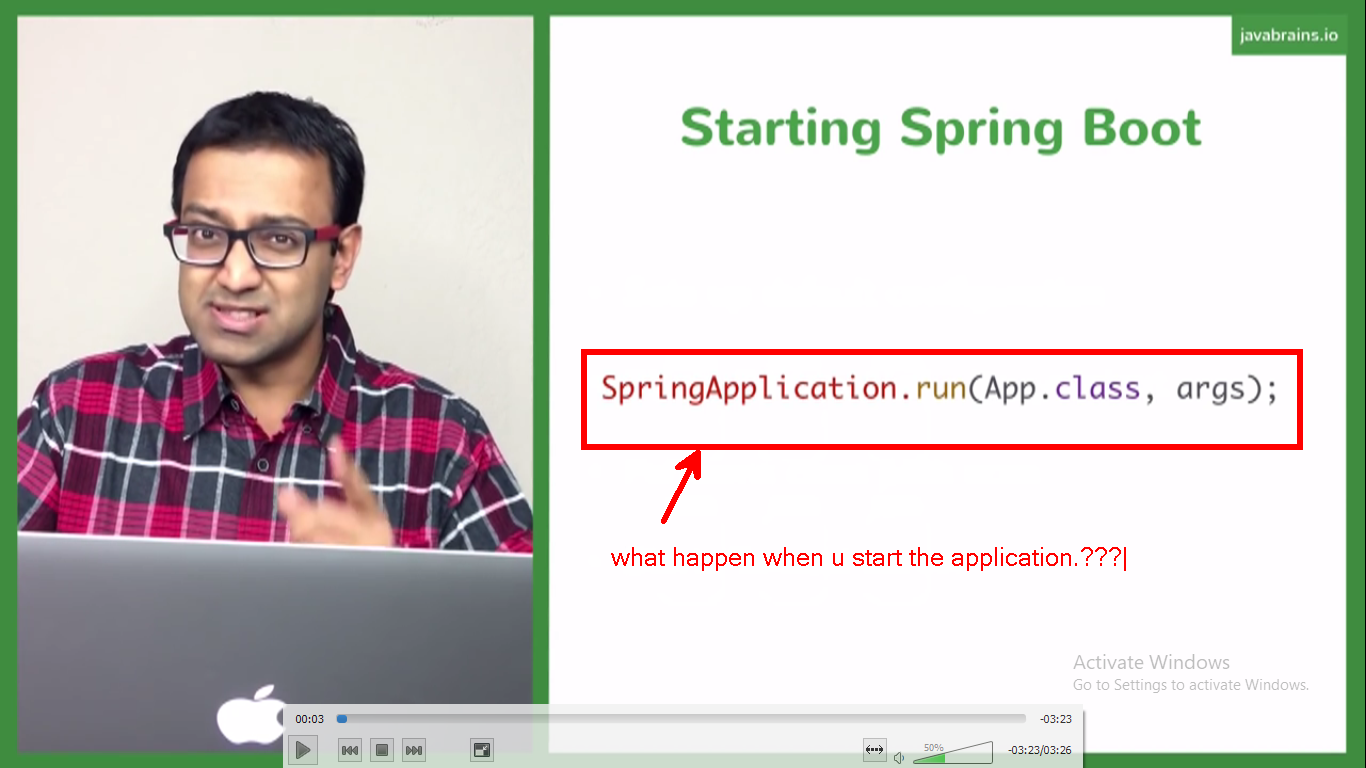 javabrains.io
Starting Spring Boot
SpringApplication.run(App.class, args);
what happen when u start the application.???|
Activate Windows
Go to Settings to activate Windows.
00:03
-03:23
50%
-03:23/03:26